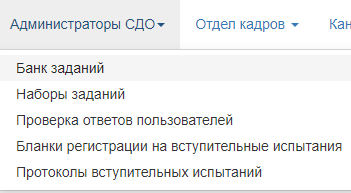 Администраторы СДО Отдел кадров
Банк заданий
Наборы заданий
Проверка ответов пользователей
Бланки регистрации на вступительные испытания
Протоколы вступительных испытаний